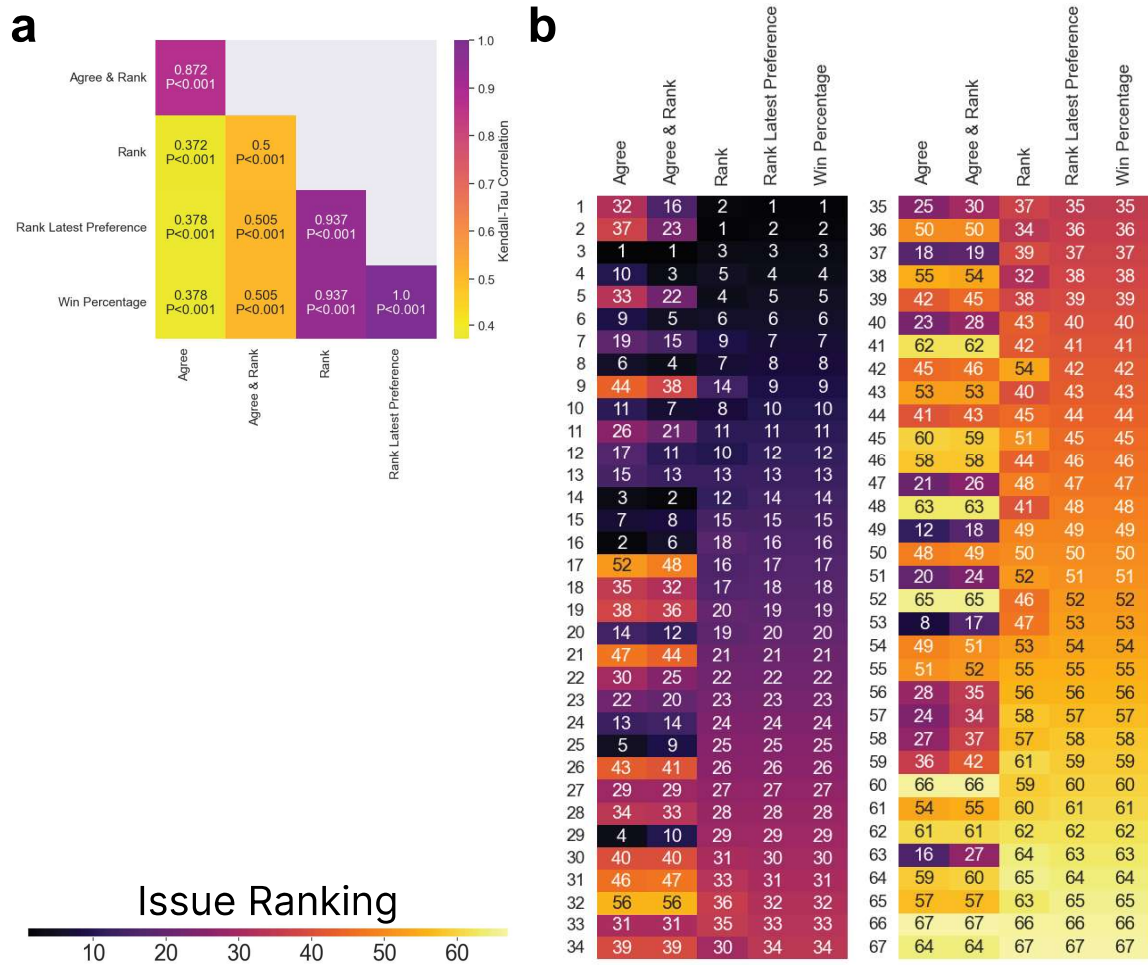 a
b
Agree & Rank
Rank
Rank Latest Preference
Win Percentage
0.872
P<0.001
0.372 0.5
P<0.001 P<0.001
0.378 0.505 0.937
P<0.001 P<0.001 P<0.001
0.378 0.505 0.937 1.0
P<0.001 P<0.001 P<0.001 P<0.001
Agree
Agree & Rank
Rank
Rank Latest Preference
1.0
0.9
0.8
0.7
0.6
0.5
0.4
Kendall-Tau Correlation
Issue Ranking
10 20 30 40 50 60
Agree
Agree & Rank
Rank
Rank Latest Preference
Win Percentage
1 32 16 2 1 1
2 37 23 1 2 2
3 1 1 3 3 3
4 10 3 5 4 4
5 33 22 4 5 5
6 9 5 6 6 6
7 19 15 9 7 7
8 6 4 7 8 8
9 44 38 14 9 9
10 11 7 8 10 10
11 26 21 11 11 11
12 17 11 10 12 12
13 15 13 13 13 13
14 3 2 12 14 14
15 7 8 15 15 15
16 2 6 18 16 16
17 52 48 16 17 17
18 35 32 17 18 18
19 38 36 20 19 19
20 14 12 19 20 20
21 47 44 21 21 21
22 30 25 22 22 22
23 22 20 23 23 23
24 13 14 24 24 24
25 5 9 25 25 25
26 43 41 26 26 26
27 29 29 27 27 27
28 34 33 28 28 28
29 4 10 29 29 29
30 40 40 31 30 30
31 46 47 33 31 31
32 56 56 36 32 32
33 31 31 35 33 33
34 39 39 30 34 34
Agree
Agree & Rank
Rank
Rank Latest Preference
Win Percentage
35 25 30 37 35 35
36 50 50 34 36 36
37 18 19 39 37 37
38 55 54 32 38 38
39 42 45 38 39 39
40 23 28 43 40 40
41 62 62 42 41 41
42 45 46 54 42 42
43 53 53 40 43 43
44 41 43 45 44 44
45 60 59 51 45 45
46 58 58 44 46 46
47 21 26 48 47 47
48 63 63 41 48 48
49 12 18 49 49 49
50 48 49 50 50 50
51 20 24 52 51 51
52 65 65 46 52 52
53 8 17 47 53 53
54 49 51 53 54 54
55 51 52 55 55 55
56 28 35 56 56 56
57 24 34 58 57 57
58 27 37 57 58 58
59 36 42 61 59 59
60 66 66 59 60 60
61 54 55 60 61 61
62 61 61 62 62 62
63 16 27 64 63 63
64 59 60 65 64 64
65 57 57 63 65 65
66 67 67 66 66 66
67 64 64 67 67 67